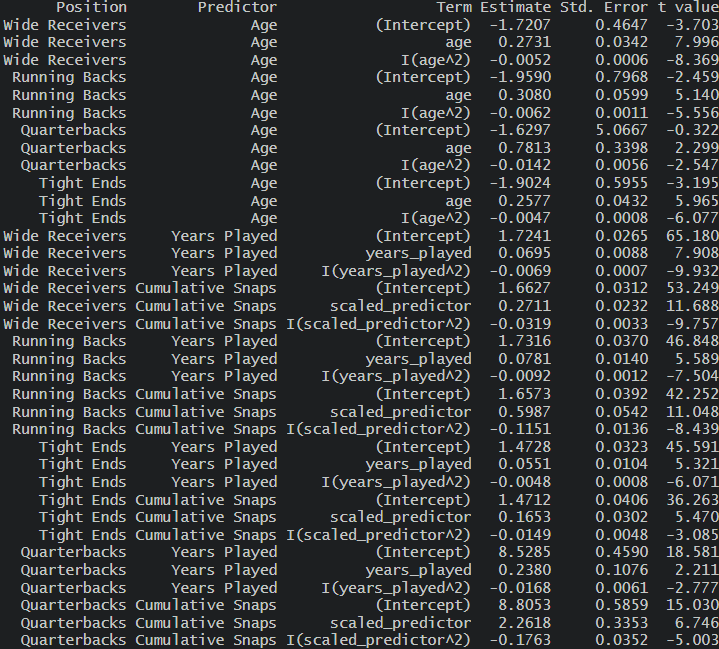 Position Predictor Term Estimate Std. Error t value
Wide Receivers Age (Intercept) -1.7207 0.4647 -3.703
Wide Receivers Age age 0.2731 0.0342 7.996
Wide Receivers Age I(age^2) -0.0052 0.0006 -8.369
Running Backs Age (Intercept) -1.9590 0.7968 -2.459
Running Backs Age age 0.3080 0.0599 5.140
Running Backs Age I(age^2) -0.0062 0.0011 -5.556
Quarterbacks Age (Intercept) -1.6297 5.0667 -0.322
Quarterbacks Age age 0.7813 0.3398 2.299
Quarterbacks Age I(age^2) -0.0142 0.0056 -2.547
Tight Ends Age (Intercept) -1.9024 0.5955 -3.195
Tight Ends Age age 0.2577 0.0432 5.965
Tight Ends Age I(age^2) -0.0047 0.0008 -6.077
Wide Receivers Years Played (Intercept) 1.7241 0.0265 65.180
Wide Receivers Years Played years_played 0.0695 0.0088 7.908
Wide Receivers Years Played I(years_played^2) -0.0069 0.0007 -9.932
Wide Receivers Cumulative Snaps (Intercept) 1.6627 0.0312 53.249
Wide Receivers Cumulative Snaps scaled_predictor 0.2711 0.0232 11.688
Wide Receivers Cumulative Snaps I(scaled_predictor^2) -0.0319 0.0033 -9.757
Running Backs Years Played (Intercept) 1.7316 0.0370 46.848
Running Backs Years Played years_played 0.0781 0.0140 5.589
Running Backs Years Played I(years_played^2) -0.0092 0.0012 -7.504
Running Backs Cumulative Snaps (Intercept) 1.6573 0.0392 42.252
Running Backs Cumulative Snaps scaled_predictor 0.5987 0.0542 11.048
Running Backs Cumulative Snaps I(scaled_predictor^2) -0.1151 0.0136 -8.439
Tight Ends Years Played (Intercept) 1.4728 0.0323 45.591
Tight Ends Years Played years_played 0.0551 0.0104 5.321
Tight Ends Years Played I(years_played^2) -0.0048 0.0008 -6.071
Tight Ends Cumulative Snaps (Intercept) 1.4712 0.0406 36.263
Tight Ends Cumulative Snaps scaled_predictor 0.1653 0.0302 5.470
Tight Ends Cumulative Snaps I(scaled_predictor^2) -0.0149 0.0048 -3.085
Quarterbacks Years Played (Intercept) 8.5285 0.4590 18.581
Quarterbacks Years Played years_played 0.2380 0.1076 2.211
Quarterbacks Years Played I(years_played^2) -0.0168 0.0061 -2.777
Quarterbacks Cumulative Snaps (Intercept) 8.8053 0.5859 15.030
Quarterbacks Cumulative Snaps scaled_predictor 2.2618 0.3353 6.746
Quarterbacks Cumulative Snaps I(scaled_predictor^2) -0.1763 0.0352 -5.003